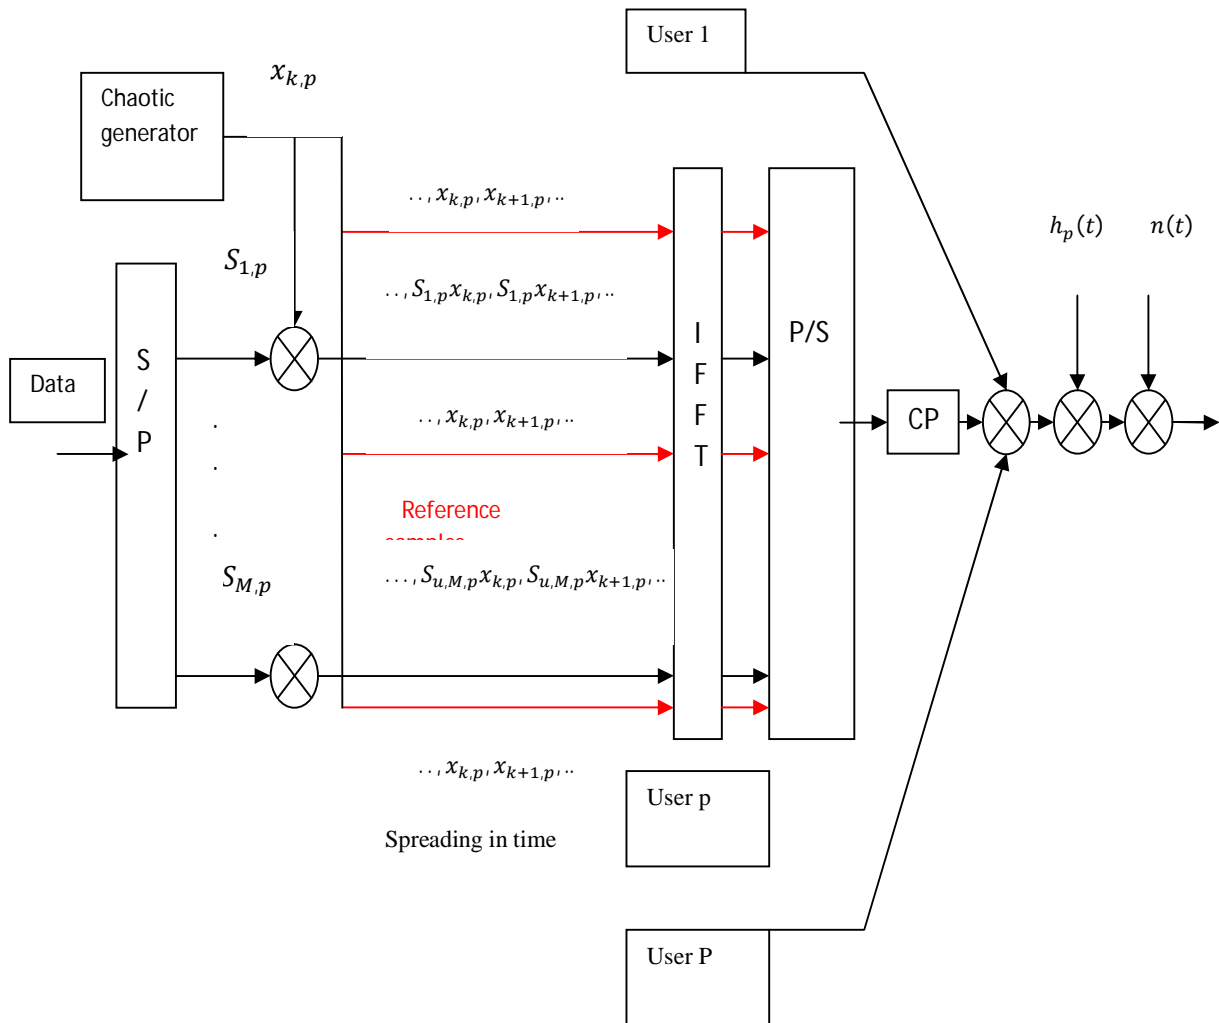 User 1
x_{k,p}
Chaotic
generator
. . , x_{k,p}, x_{k+1,p}, ..
h_p(t)
n(t)
S_{1,p}
. . , S_{1,p}x_{k,p}, S_{1,p}x_{k+1,p}, ..
S
/
P
I
F
F
T
P/S
Data
. . , x_{k,p}, x_{k+1,p}, ..
CP
.
.
.
Reference
samples
S_{M,p}
. . . , S_{u,M,p}x_{k,p}, S_{u,M,p}x_{k+1,p}, ..
. . , x_{k,p}, x_{k+1,p}, ..
User p
Spreading in time
User P